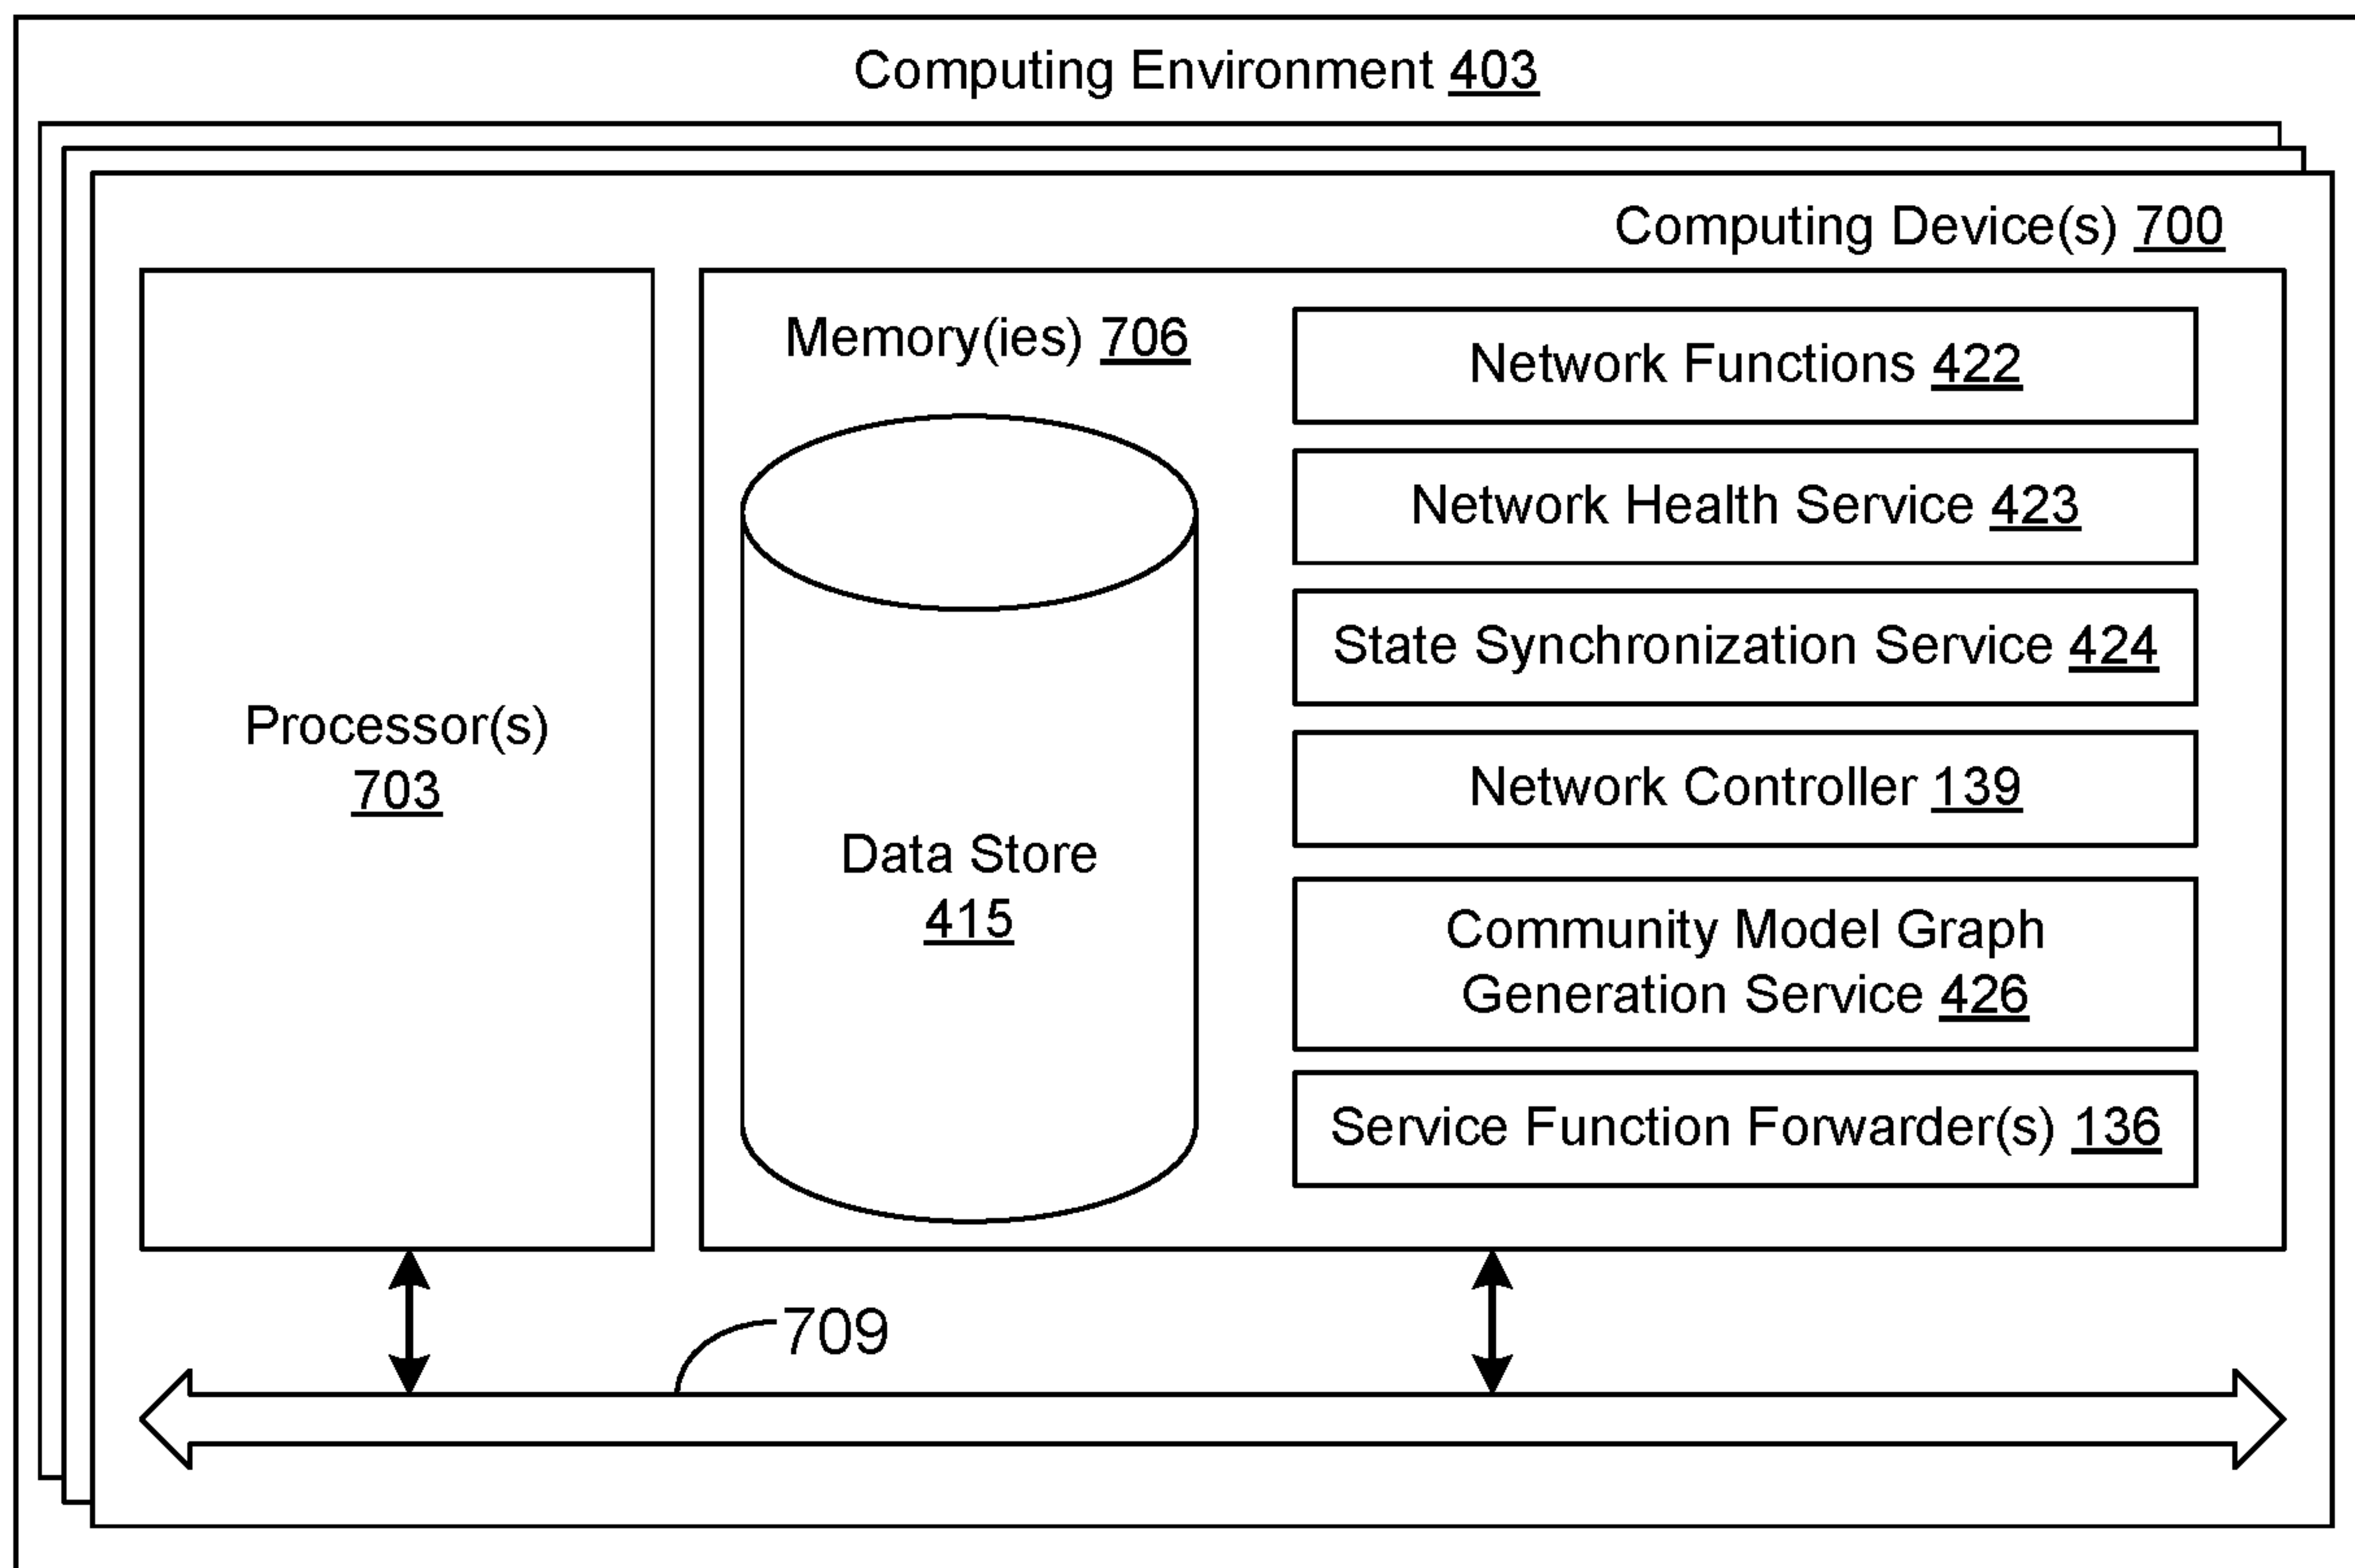 Computing Environment 403
Computing Device(s) 700
Processor(s)
703
Memory(ies) 706
Data Store
415
Network Functions 422
Network Health Service 423
State Synchronization Service 424
Network Controller 139
Community Model Graph
Generation Service 426
Service Function Forwarder(s) 136
709